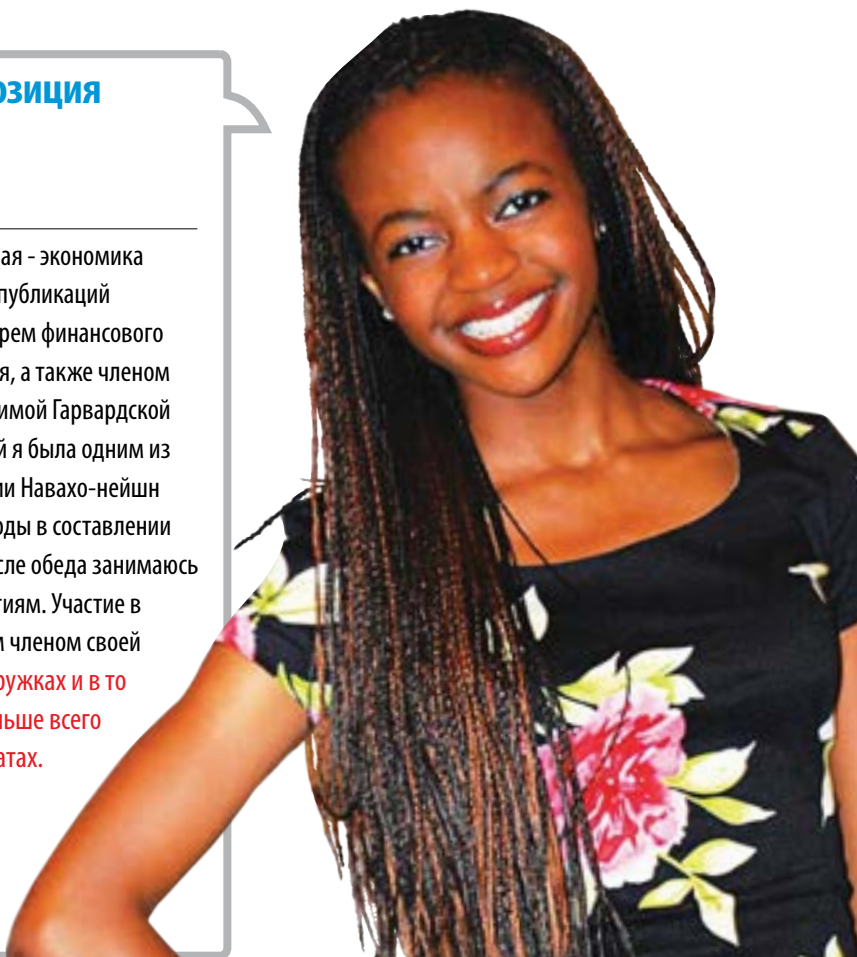 озиция
ая - экономика
публикаций
рем финансового
я, а также членом
имой Гарвардской
й я была одним из
ии Навахо-нейшн
оды в составлении
сле обеда занимаюсь
тиям. Участие в
м членом своей
ружках и в то
льше всего
атах.